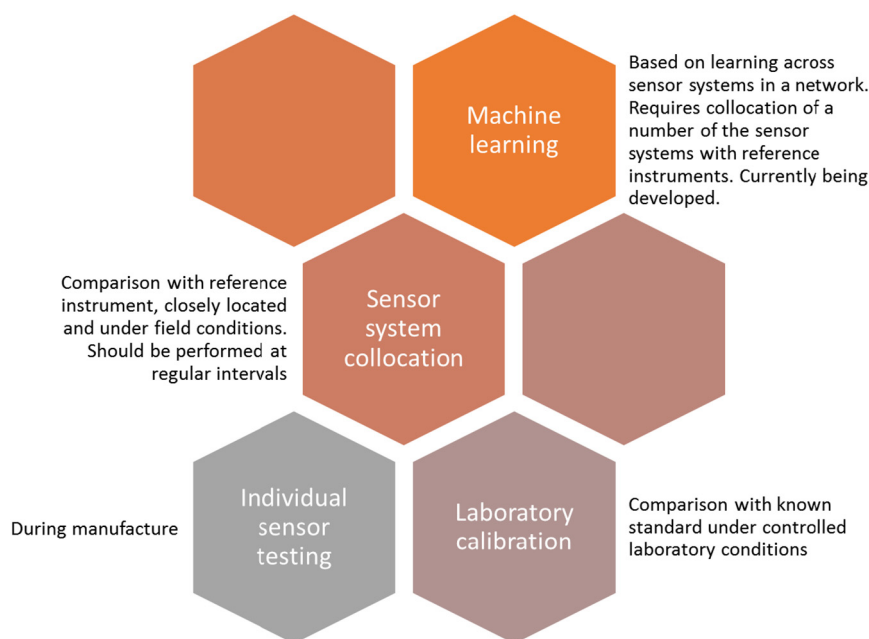 Machine
learning
Based on learning across
sensor systems in a network.
Requires collocation of a
number of the sensor
systems with reference
instruments. Currently being
developed.
Comparison with reference
instrument, closely located
and under field conditions.
Should be performed at
regular intervals
Sensor
system
collocation
During manufacture
Individual
sensor
testing
Laboratory
calibration
Comparison with known
standard under controlled
laboratory conditions